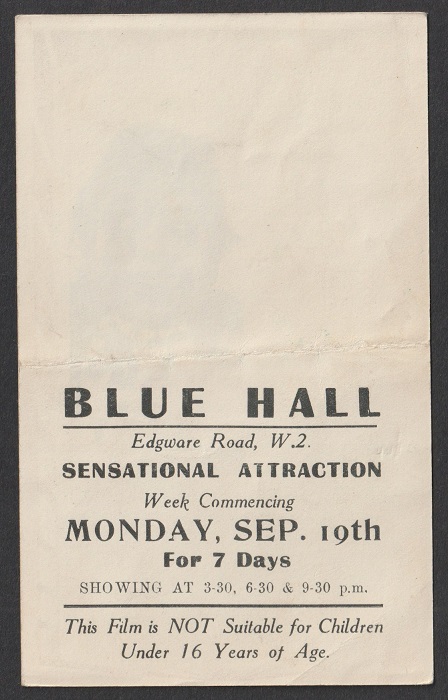 BLUE HALL
Edgware Road, W.2.
SENSATIONAL ATTRACTION
Week Commencing
MONDAY, SEP. 19th
For 7 Days
SHOWING AT 3-30, 6-30 & 9-30 p.m.
This Film is NOT Suitable for Children
Under 16 Years of Age.